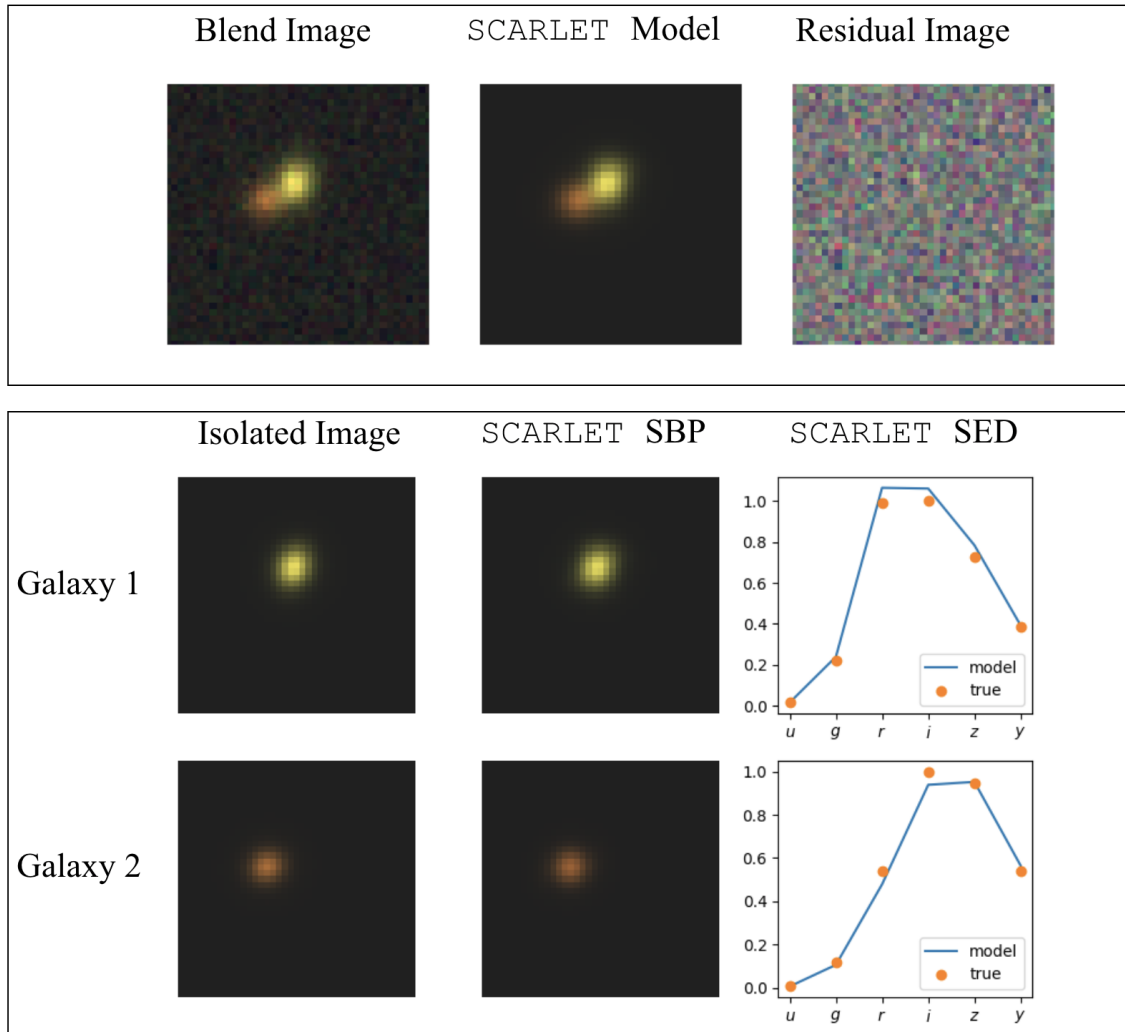 Blend Image SCARLET Model Residual Image
Isolated Image SCARLET SBP SCARLET SED
Galaxy 1
1.0
0.8
0.6
0.4
0.2
0.0
model
true
u g r i z y
Galaxy 2
1.0
0.8
0.6
0.4
0.2
0.0
model
true
u g r i z y